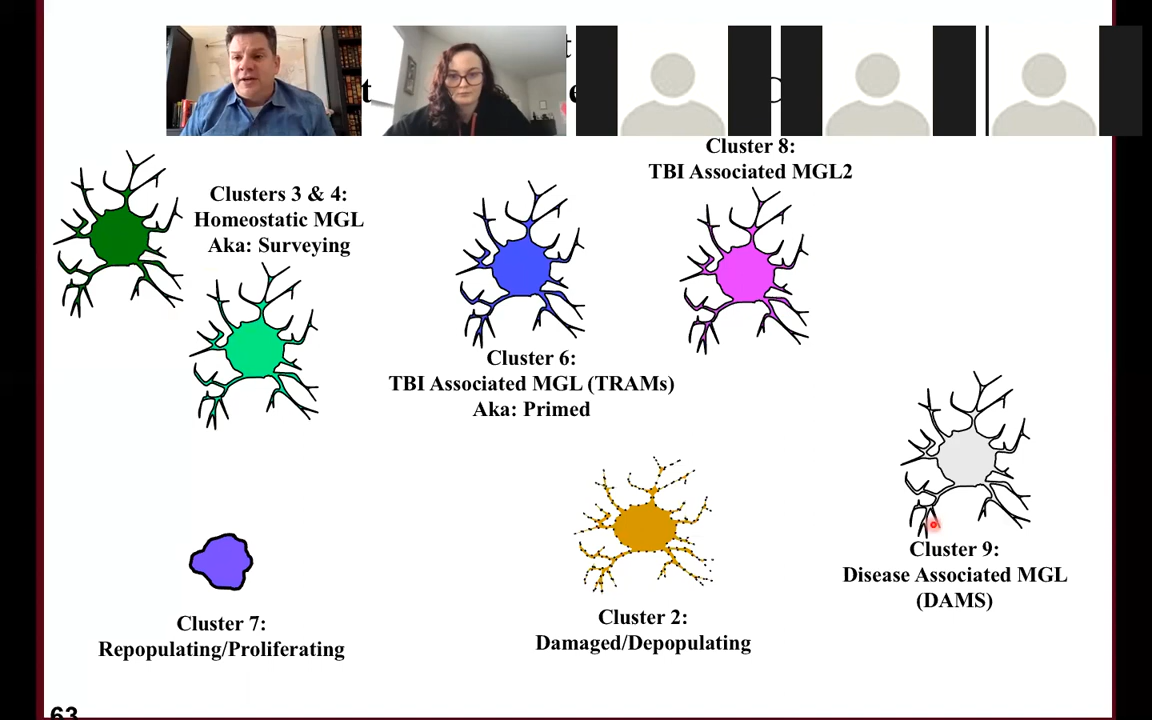 Cluster 8:
TBI Associated MGL2
Clusters 3 & 4:
Homeostatic MGL
Aka: Surveying
Cluster 6:
TBI Associated MGL (TRAMs)
Aka: Primed
Cluster 9:
Disease Associated MGL
(DAMS)
Cluster 7:
Repopulating/Proliferating
Cluster 2:
Damaged/Depopulating
63